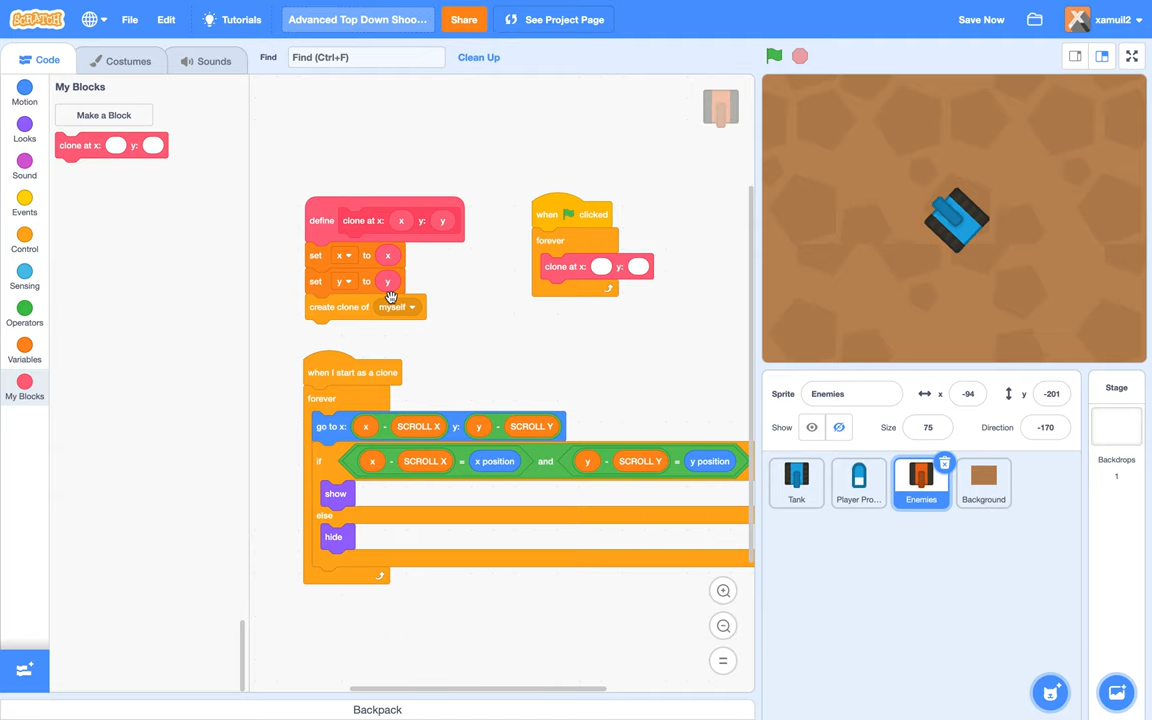 SCRATCH File Edit Tutorials Advanced Top Down Shoo... Share See Project Page Save Now xamuil2
Code Costumes Sounds Find Find (Ctrl+F) Clean Up
My Blocks
Motion
Looks
Sound
Events
Control
Sensing
Operators
Variables
My Blocks
Make a Block
clone at x: y:
define clone at x: x y: y
set x to x
set y to y
create clone of myself
when clicked
forever
clone at x: y:
when I start as a clone
forever
go to x: x - SCROLL X y: y - SCROLL Y
if x - SCROLL X = x position and y - SCROLL Y = y position
show
else
hide
Backpack
Sprite Enemies x -94 y -201
Show Size 75 Direction -170
Tank Player Pro... Enemies Background
Stage
Backdrops
1